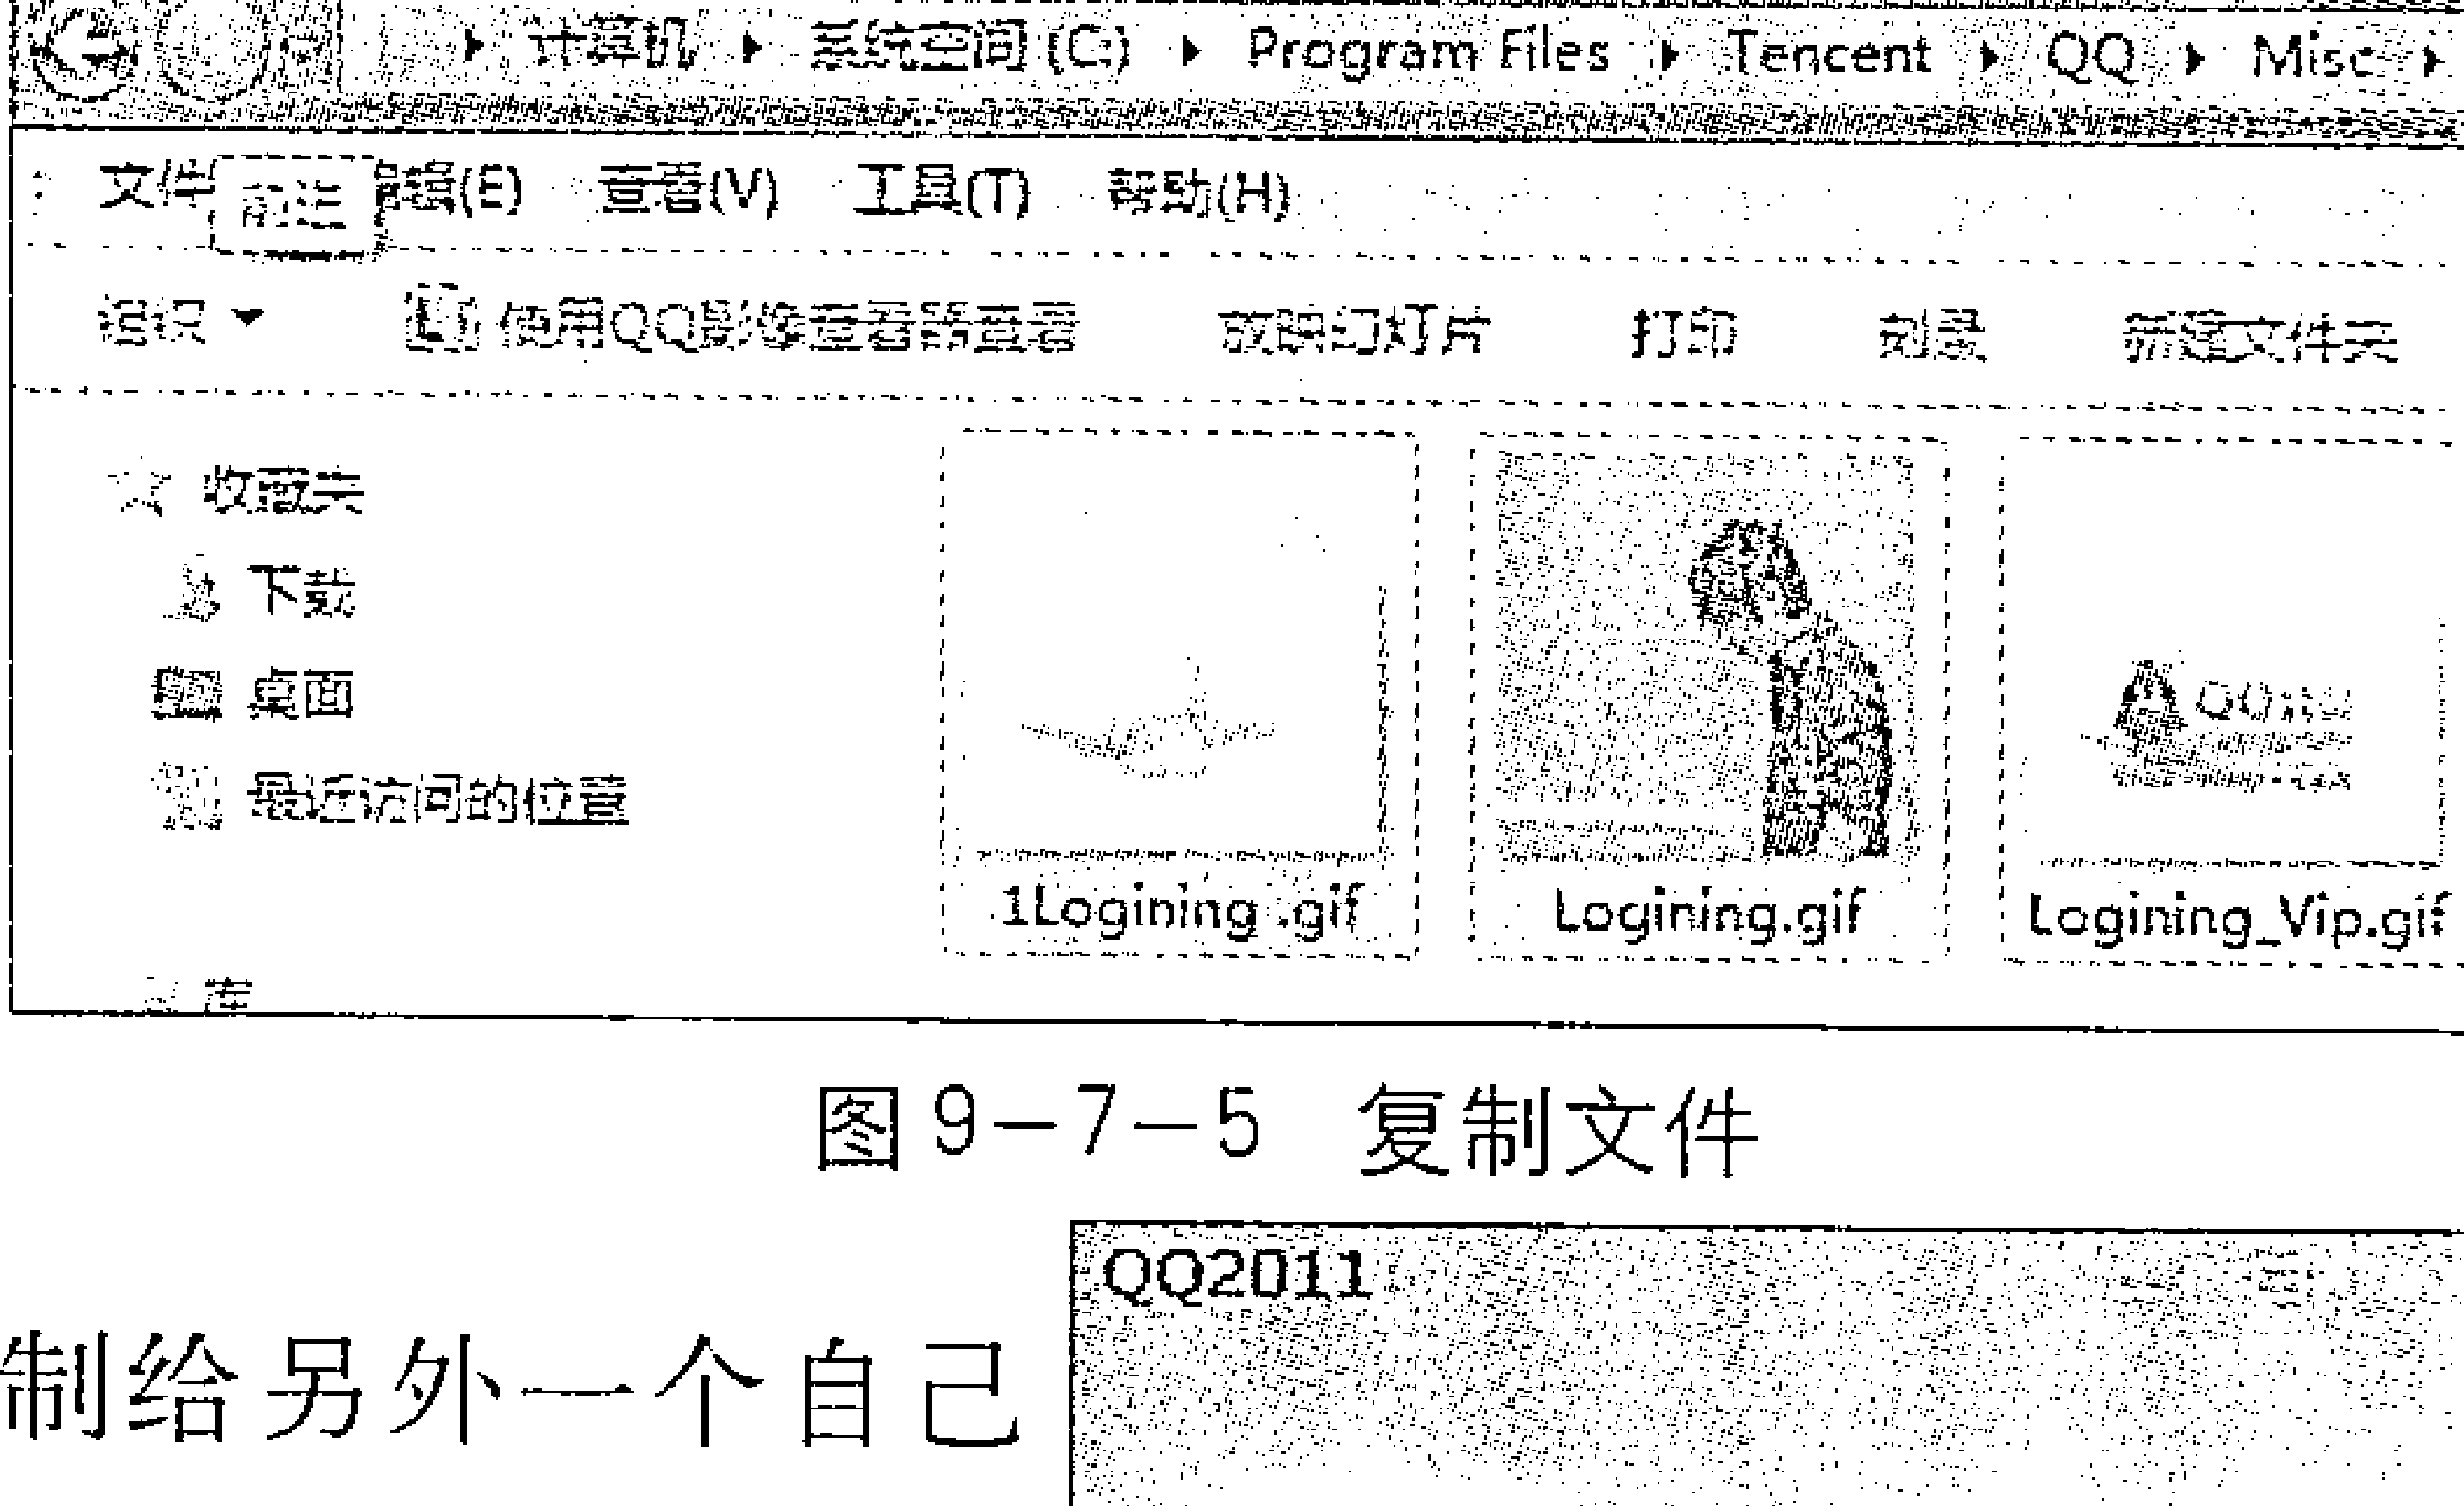 计算机 ▸ 系统空间 (C:) ▸ Program Files ▸ Tencent ▸ QQ ▸ Misc ▸
文件 前进 辑(E) 查看(V) 工具(T) 帮助(H)
组织 使用QQ影像查看器查看 放映幻灯片 打印 刻录 新建文件夹
收藏夹
下载
桌面
最近访问的位置
库
1Logining .gif Logining.gif Logining_Vip.gif
图9-7-5 复制文件
QQ2011
制给另外一个自己